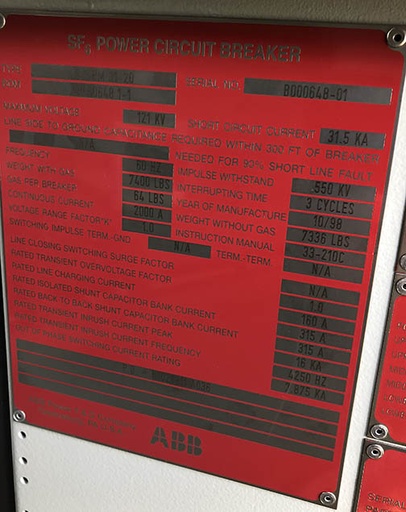 SF6 POWER CIRCUIT BREAKER
SERIAL NO. B000648-01
MAXIMUM VOLTAGE 121 KV SHORT CIRCUIT CURRENT 31.5 KA
LINE SIDE TO GROUND CAPACITANCE REQUIRED WITHIN 300 FT OF BREAKER
N/A NEEDED FOR 90% SHORT LINE FAULT
FREQUENCY 60 HZ IMPULSE WITHSTAND 550 KV
WEIGHT WITH GAS 7400 LBS INTERRUPTING TIME 3 CYCLES
GAS PER BREAKER 64 LBS YEAR OF MANUFACTURE 10/98
CONTINUOUS CURRENT 2000 A WEIGHT WITHOUT GAS 7336 LBS
VOLTAGE RANGE FACTOR "K" 1.0 INSTRUCTION MANUAL 33-210C
SWITCHING IMPULSE TERM.-GND. N/A TERM.-TERM. N/A
LINE CLOSING SWITCHING SURGE FACTOR N/A
RATED TRANSIENT OVERVOLTAGE FACTOR 1.0
RATED LINE CHARGING CURRENT 160 A
RATED ISOLATED SHUNT CAPACITOR BANK CURRENT 315 A
RATED BACK TO BACK SHUNT CAPACITOR BANK CURRENT 315 A
RATED TRANSIENT INRUSH CURRENT PEAK 16 KA
RATED TRANSIENT INRUSH CURRENT FREQUENCY 4250 HZ
OUT OF PHASE SWITCHING CURRENT RATING 7.875 KA
ABB
SERIAL